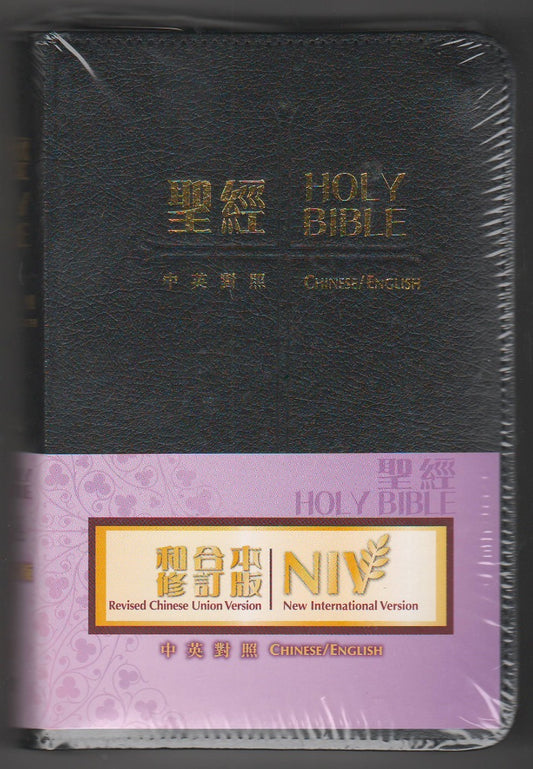 聖經
HOLY
BIBLE
中英對照
CHINESE/ENGLISH
聖經
HOLY BIBLE
和合本
修訂版
Revised Chinese Union Version
NIV
New International Version
中英對照 CHINESE/ENGLISH